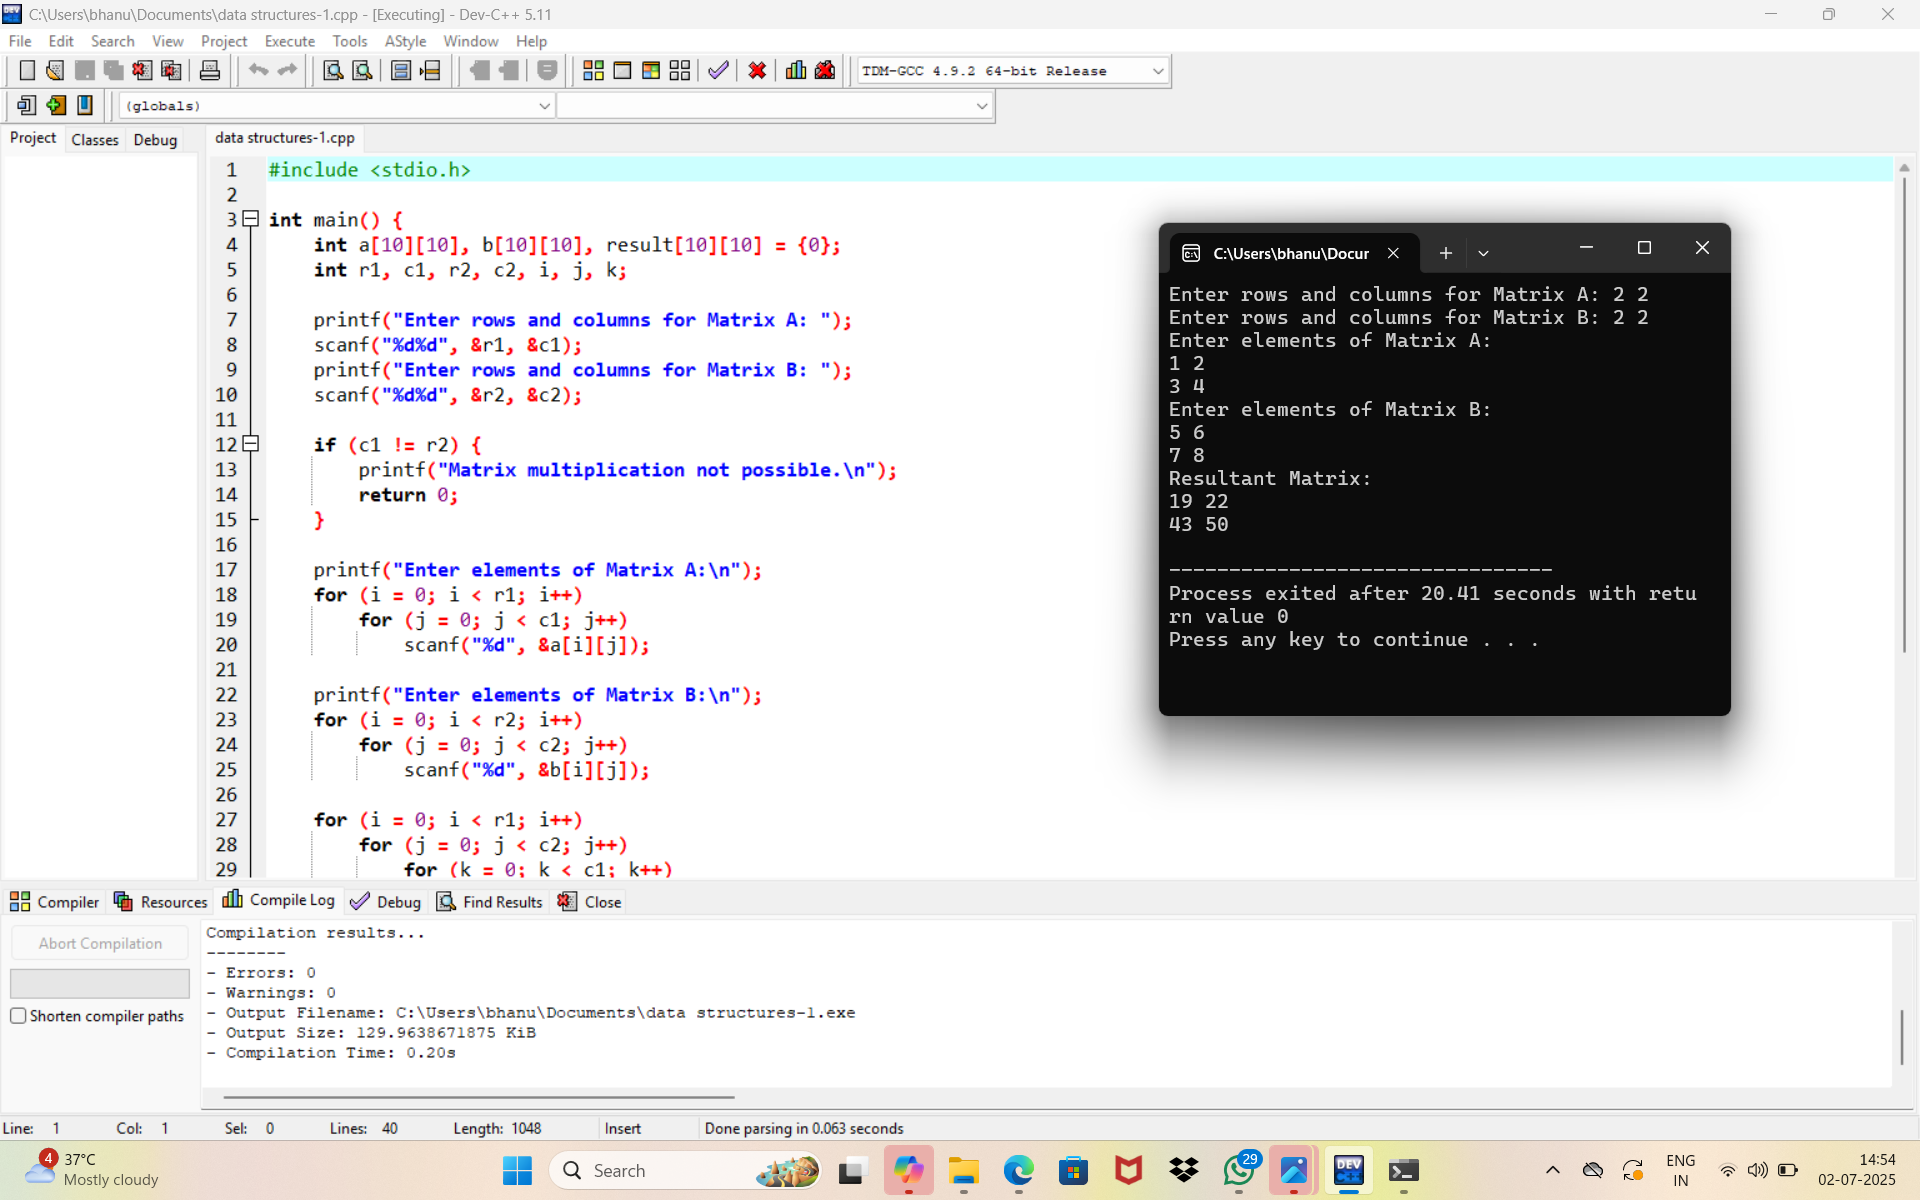 C:\Users\bhanu\Documents\data structures-1.cpp - [Executing] - Dev-C++ 5.11
File Edit Search View Project Execute Tools AStyle Window Help
TDM-GCC 4.9.2 64-bit Release
(globals)
Project Classes Debug
data structures-1.cpp
1 #include <stdio.h>
2
3 int main() {
4 int a[10][10], b[10][10], result[10][10] = {0};
5 int r1, c1, r2, c2, i, j, k;
6
7 printf("Enter rows and columns for Matrix A: ");
8 scanf("%d%d", &r1, &c1);
9 printf("Enter rows and columns for Matrix B: ");
10 scanf("%d%d", &r2, &c2);
11
12 if (c1 != r2) {
13 printf("Matrix multiplication not possible.\n");
14 return 0;
15 }
16
17 printf("Enter elements of Matrix A:\n");
18 for (i = 0; i < r1; i++)
19 for (j = 0; j < c1; j++)
20 scanf("%d", &a[i][j]);
21
22 printf("Enter elements of Matrix B:\n");
23 for (i = 0; i < r2; i++)
24 for (j = 0; j < c2; j++)
25 scanf("%d", &b[i][j]);
26
27 for (i = 0; i < r1; i++)
28 for (j = 0; j < c2; j++)
29 for (k = 0; k < c1; k++)
C:\Users\bhanu\Docur
Enter rows and columns for Matrix A: 2 2
Enter rows and columns for Matrix B: 2 2
Enter elements of Matrix A:
1 2
3 4
Enter elements of Matrix B:
5 6
7 8
Resultant Matrix:
19 22
43 50
--------------------------------
Process exited after 20.41 seconds with retu
rn value 0
Press any key to continue . . .
Compiler Resources Compile Log Debug Find Results Close
Abort Compilation
Shorten compiler paths
Compilation results...
--------
- Errors: 0
- Warnings: 0
- Output Filename: C:\Users\bhanu\Documents\data structures-1.exe
- Output Size: 129.9638671875 KiB
- Compilation Time: 0.20s
Line: 1 Col: 1 Sel: 0 Lines: 40 Length: 1048 Insert Done parsing in 0.063 seconds
4
37°C
Mostly cloudy
Search
29
DEV
ENG
IN
14:54
02-07-2025